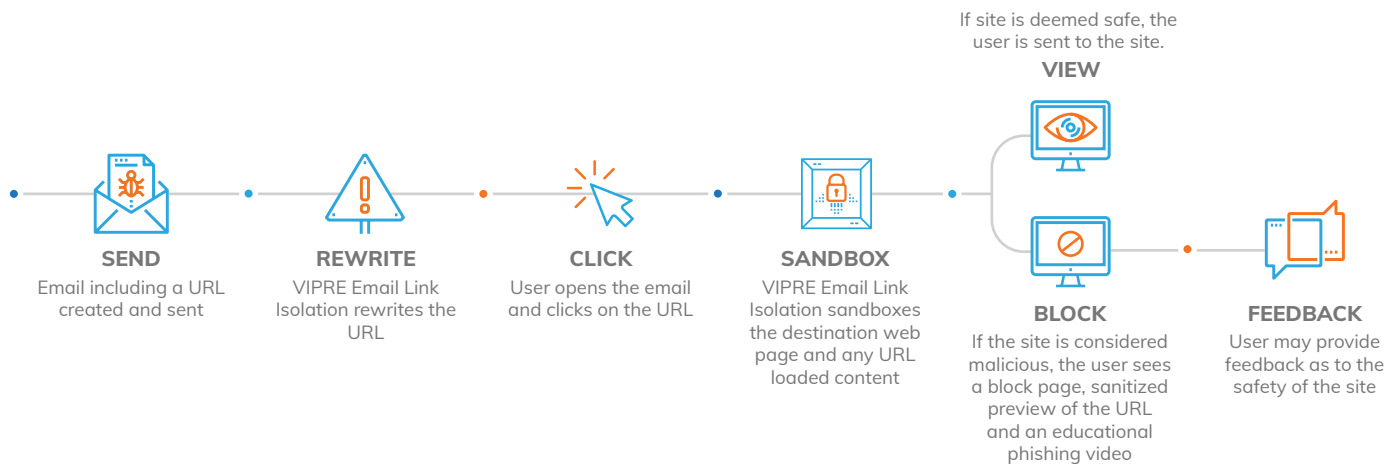 SEND
Email including a URL
created and sent
REWRITE
VIPRE Email Link
Isolation rewrites the
URL
CLICK
User opens the email
and clicks on the URL
SANDBOX
VIPRE Email Link
Isolation sandboxes
the destination web
page and any URL
loaded content
If site is deemed safe, the
user is sent to the site.
VIEW
BLOCK
If the site is considered
malicious, the user sees
a block page, sanitized
preview of the URL
and an educational
phishing video
FEEDBACK
User may provide
feedback as to the
safety of the site